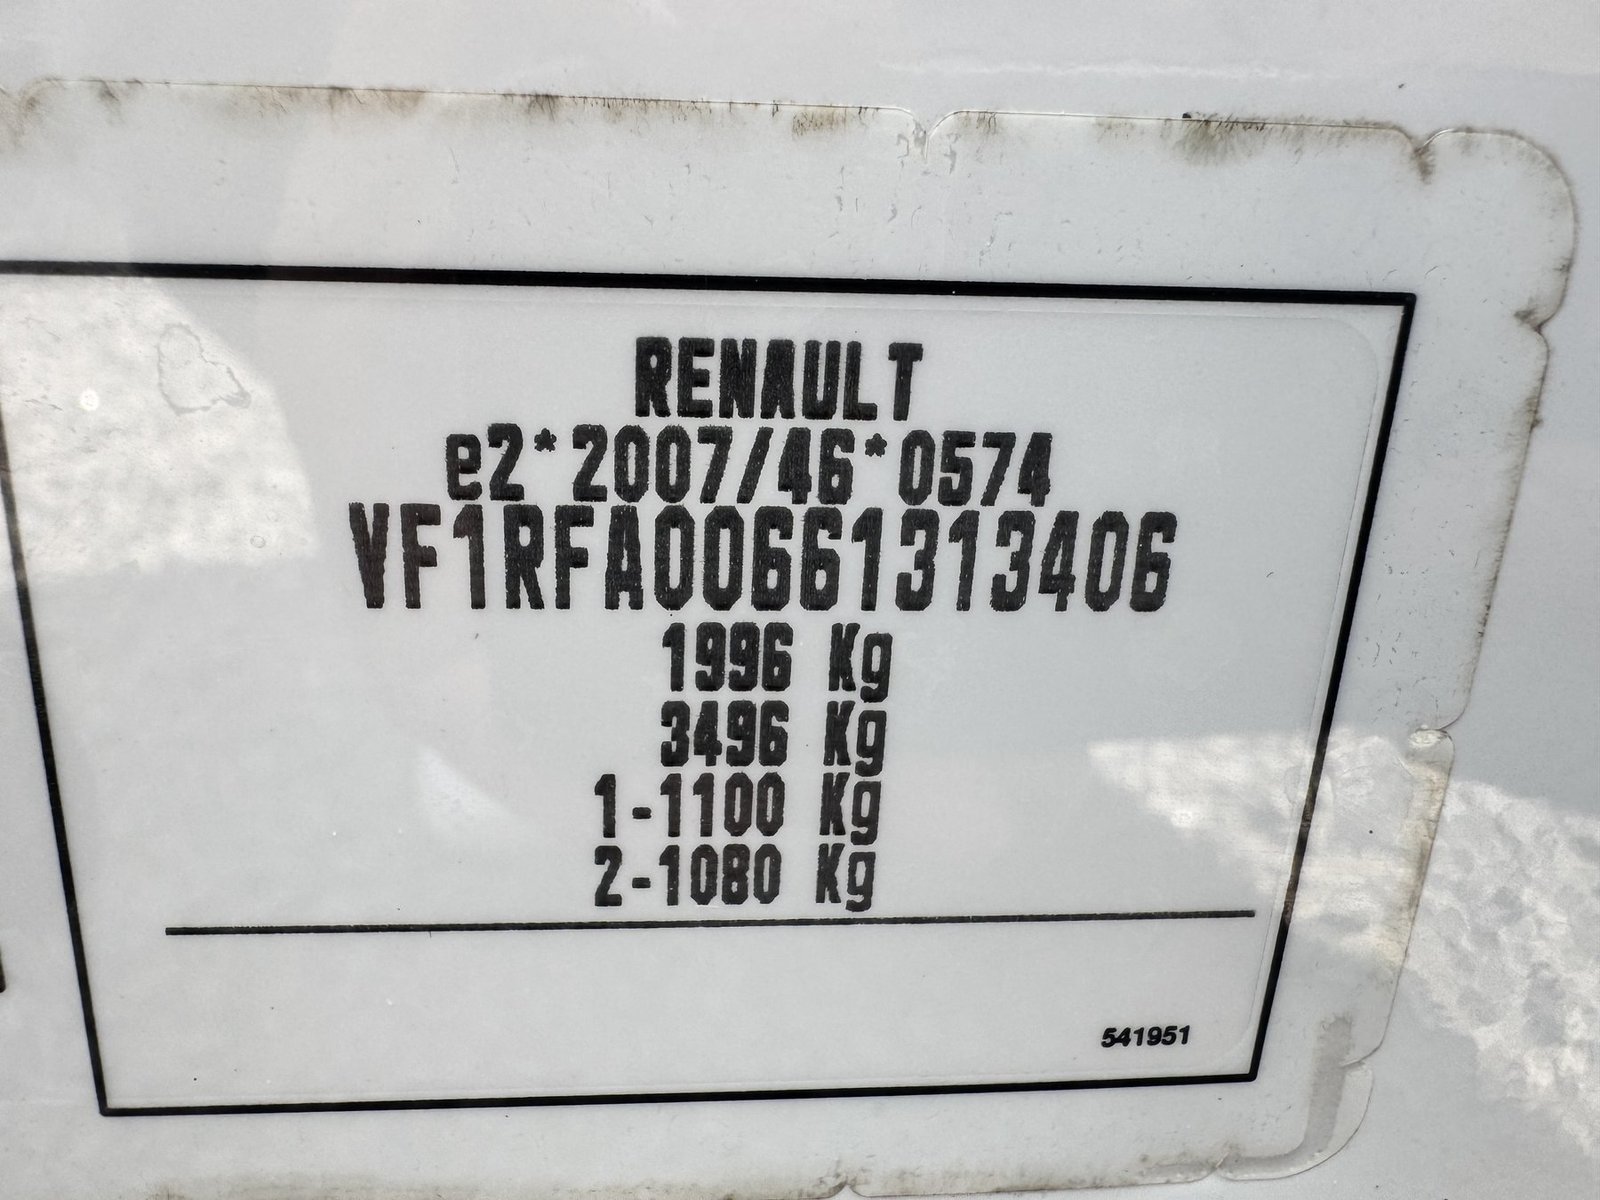 RENAULT
e2*2007/46*0574
VF1RFA00661313406
1996 Kg
3496 Kg
1-1100 Kg
2-1080 Kg
541951